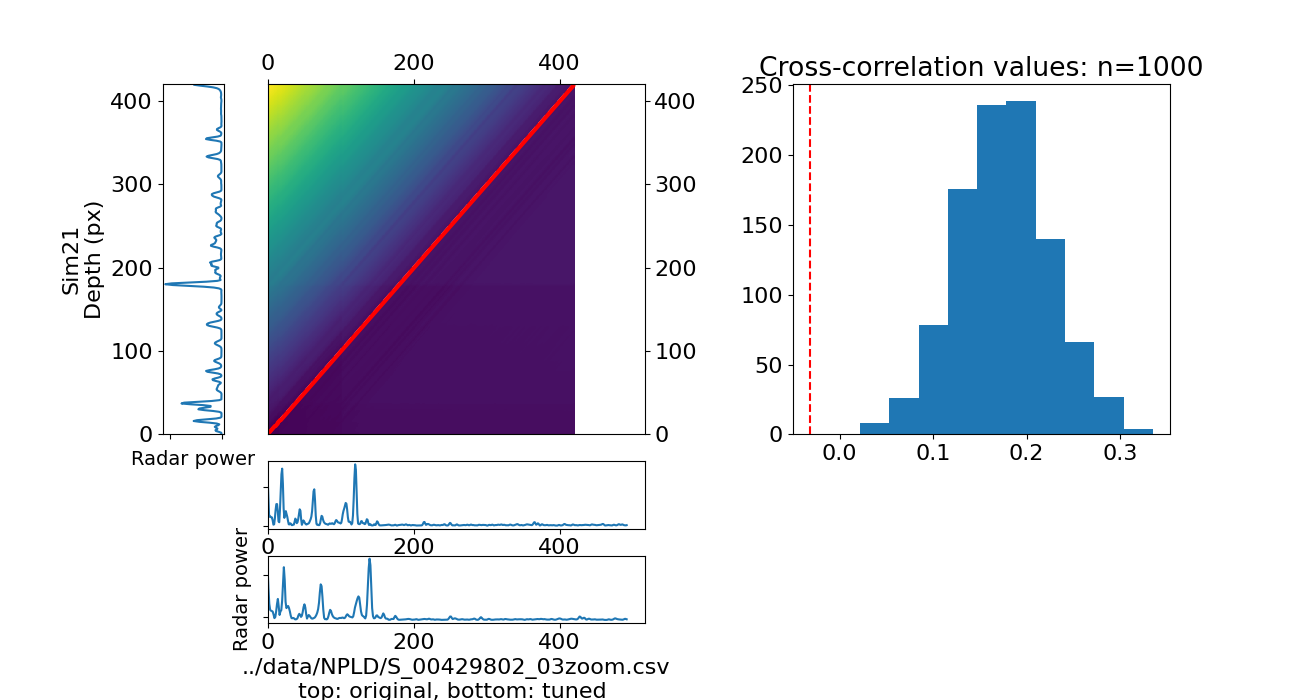 0 200 400
Cross-correlation values: n=1000
400
300
200
100
0
Sim21
Depth (px)
Radar power
400
300
200
100
0
250
200
150
100
50
0
0.0 0.1 0.2 0.3
0 200 400
Radar power
0 200 400
../data/NPLD/S_00429802_03zoom.csv
top: original, bottom: tuned